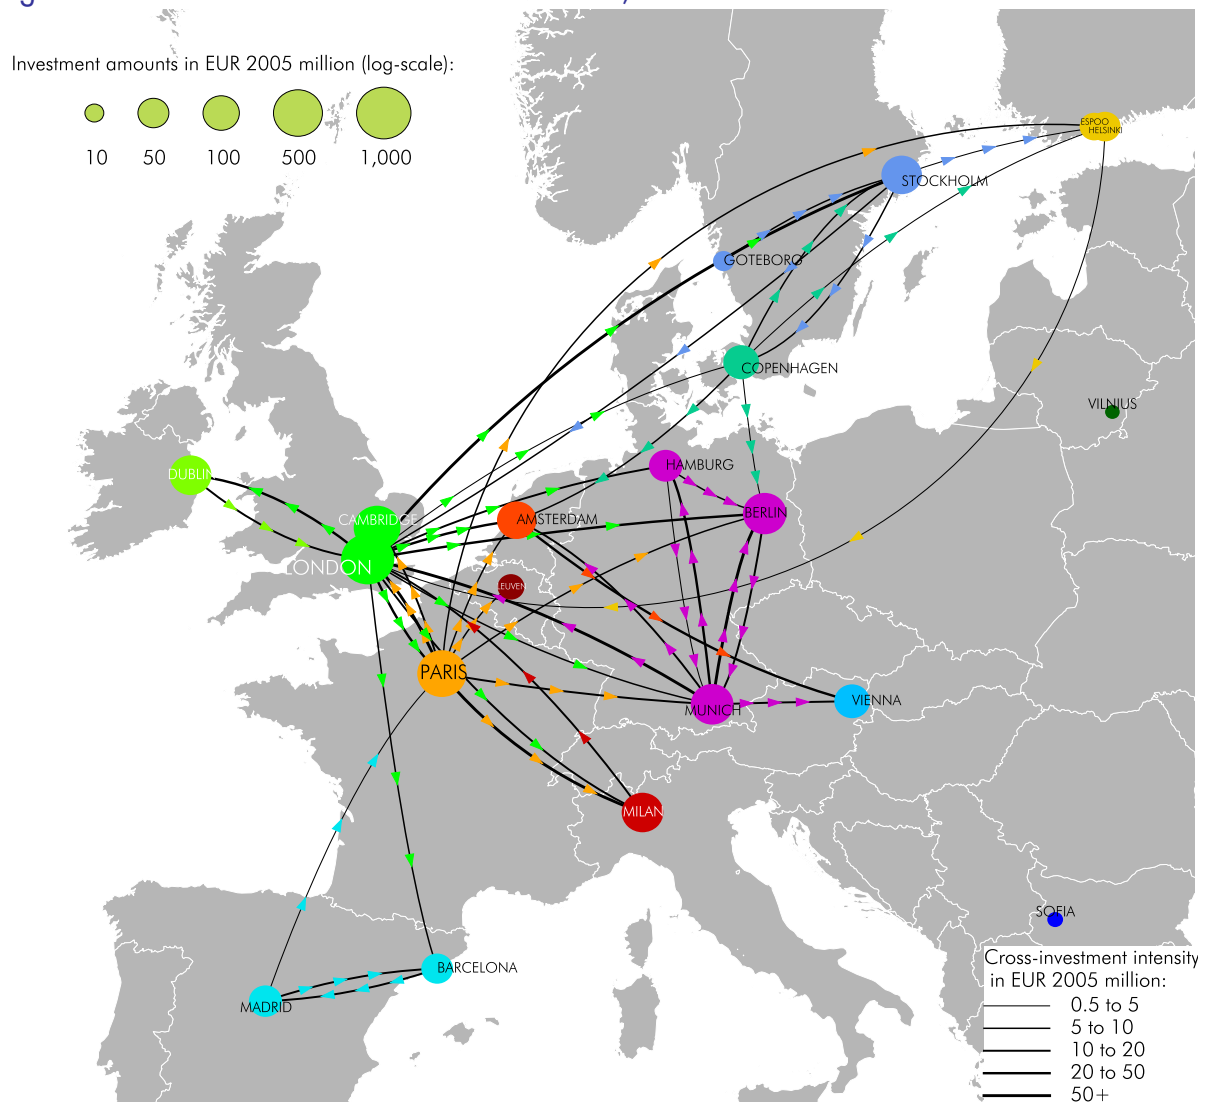 Investment amounts in EUR 2005 million (log-scale):
10 50 100 500 1,000
ESPOO
HELSINKI
STOCKHOLM
GOTEBORG
COPENHAGEN
VILNIUS
HAMBURG
DUBLIN
CAMBRIDGE
AMSTERDAM
BERLIN
LONDON
LEUVEN
PARIS
VIENNA
MUNICH
MILAN
SOFIA
BARCELONA
MADRID
Cross-investment intensity
in EUR 2005 million:
0.5 to 5
5 to 10
10 to 20
20 to 50
50+